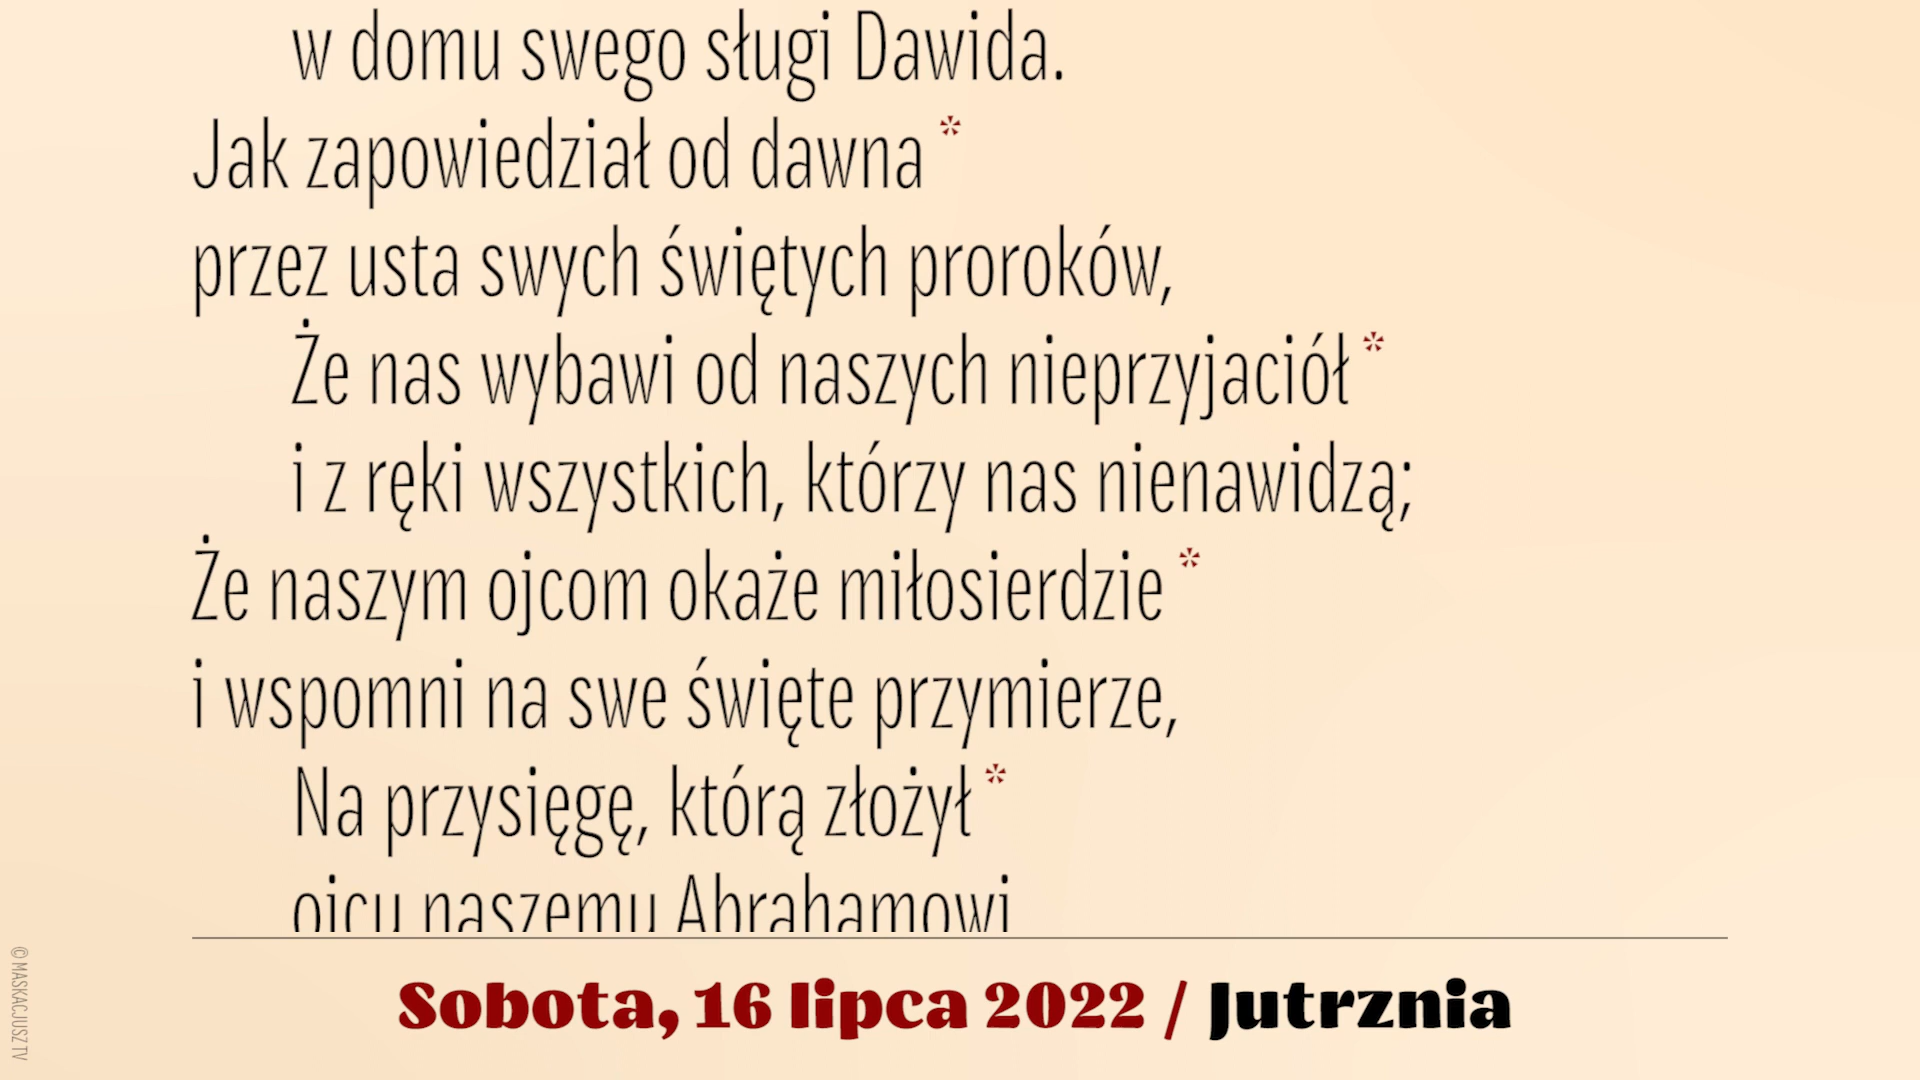 w domu swego sługi Dawida.
Jak zapowiedział od dawna *
przez usta swych świętych proroków,
Że nas wybawi od naszych nieprzyjaciół *
i z ręki wszystkich, którzy nas nienawidzą;
Że naszym ojcom okaże miłosierdzie *
i wspomni na swe święte przymierze,
Na przysięgę, którą złożył *
ojcu naszemu Abrahamowi
Sobota, 16 lipca 2022 / Jutrznia
© MASKACJUSZ TV